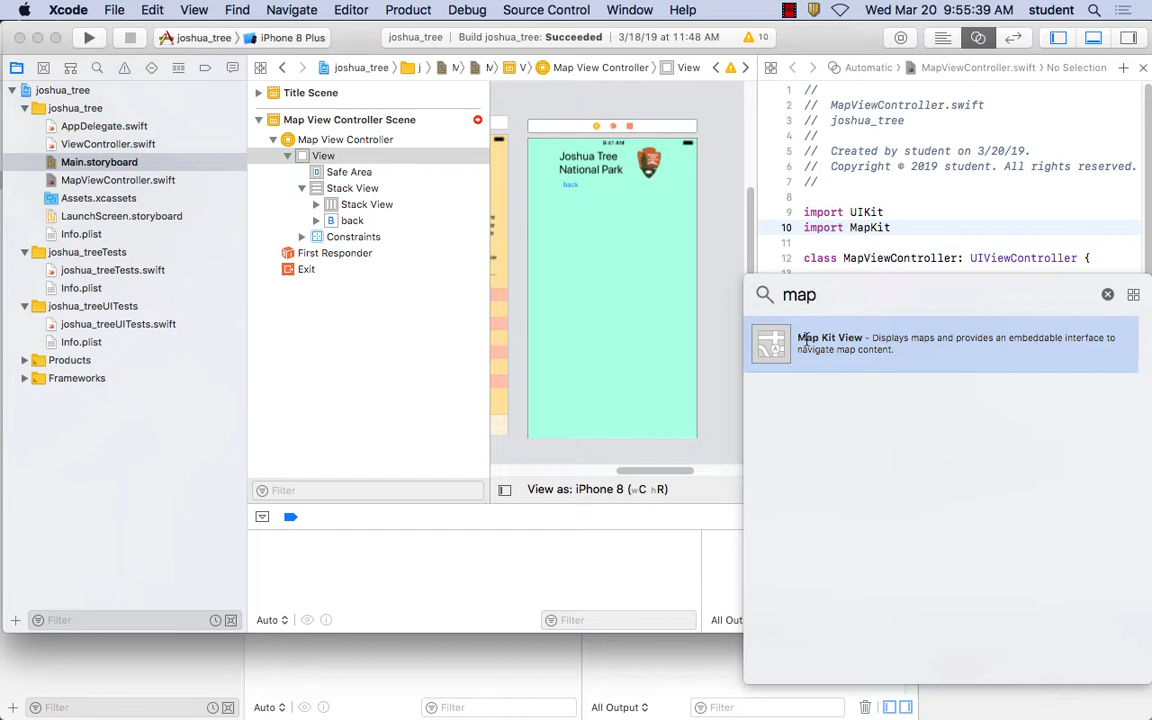 Xcode File Edit View Find Navigate Editor Product Debug Source Control Window Help Wed Mar 20 9:55:39 AM student
joshua_tree iPhone 8 Plus joshua_tree Build joshua_tree: Succeeded 3/18/19 at 11:48 AM 10
joshua_tree
joshua_tree
AppDelegate.swift
ViewController.swift
Main.storyboard
MapViewController.swift
Assets.xcassets
LaunchScreen.storyboard
Info.plist
joshua_treeTests
joshua_treeTests.swift
Info.plist
joshua_treeUITests
joshua_treeUITests.swift
Info.plist
Products
Frameworks
Filter
joshua_tree j M M V Map View Controller View
Title Scene
Map View Controller Scene
Map View Controller
View
Safe Area
Stack View
Stack View
B back
Constraints
First Responder
Exit
Filter
9:41 AM
Joshua Tree
National Park
back
View as: iPhone 8 (wC hR)
Automatic MapViewController.swift No Selection
1 //
2 // MapViewController.swift
3 // joshua_tree
4 //
5 // Created by student on 3/20/19.
6 // Copyright © 2019 student. All rights reserved.
7 //
9 import UIKit
10 import MapKit
11
12 class MapViewController: UIViewController {
map
Map Kit View - Displays maps and provides an embeddable interface to
navigate map content.
Auto Filter All Out
Filter Auto Filter All Output Filter